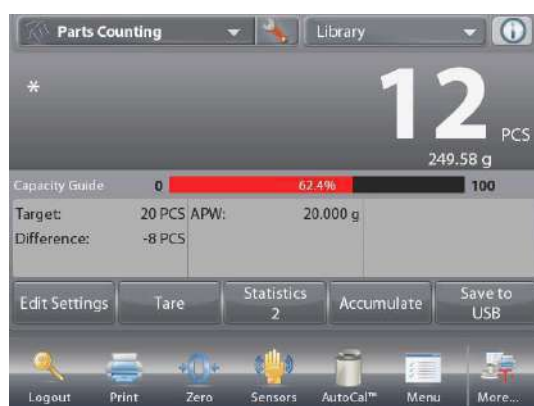 Parts Counting
Library
*
12
PCS
249.58 g
Capacity Guide 0 62.4% 100
Target: 20 PCS APW: 20.000 g
Difference: -8 PCS
Edit Settings
Tare
Statistics
2
Accumulate
Save to
USB
Logout Print Zero Sensors AutoCal™ Menu More...